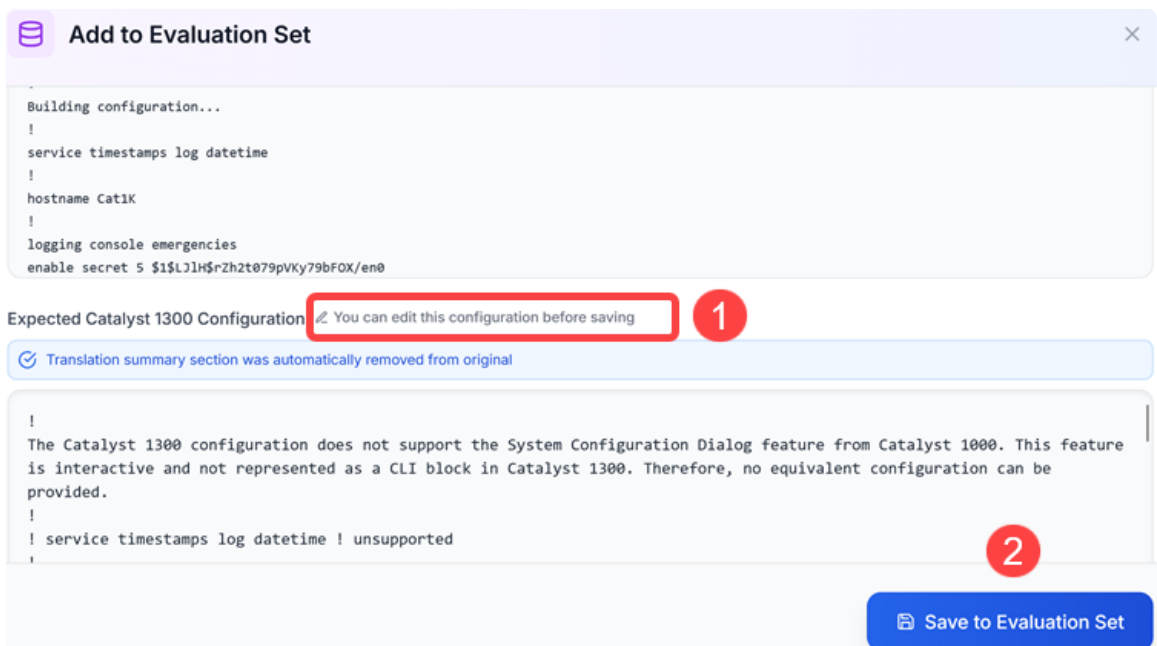 Add to Evaluation Set
Building configuration...
!
service timestamps log datetime
!
hostname Cat1K
!
logging console emergencies
enable secret 5 $1$LJlH$rZh2t079pVKy79bFOX/en0
Expected Catalyst 1300 Configuration You can edit this configuration before saving
1
Translation summary section was automatically removed from original
!
The Catalyst 1300 configuration does not support the System Configuration Dialog feature from Catalyst 1000. This feature
is interactive and not represented as a CLI block in Catalyst 1300. Therefore, no equivalent configuration can be
provided.
!
! service timestamps log datetime ! unsupported
!
2
Save to Evaluation Set